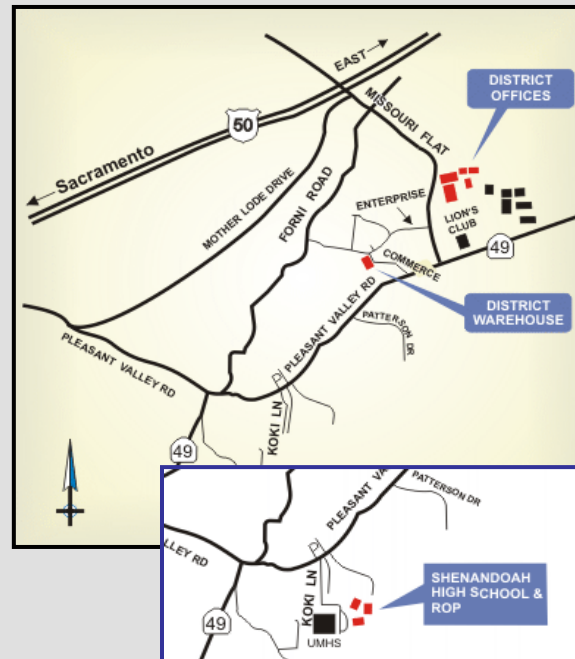 EAST
MISSOURI FLAT
DISTRICT
OFFICES
50
Sacramento
MOTHER LODE DRIVE
FORNI ROAD
ENTERPRISE
LION'S
CLUB
49
COMMERCE
DISTRICT
WAREHOUSE
PLEASANT VALLEY RD
PATTERSON DR
PLEASANT VALLEY RD
KOKI LN
49
PLEASANT VA
PATTERSON DR
LLEY RD
KOKI LN
SHENANDOAH
HIGH SCHOOL &
ROP
49
UMHS